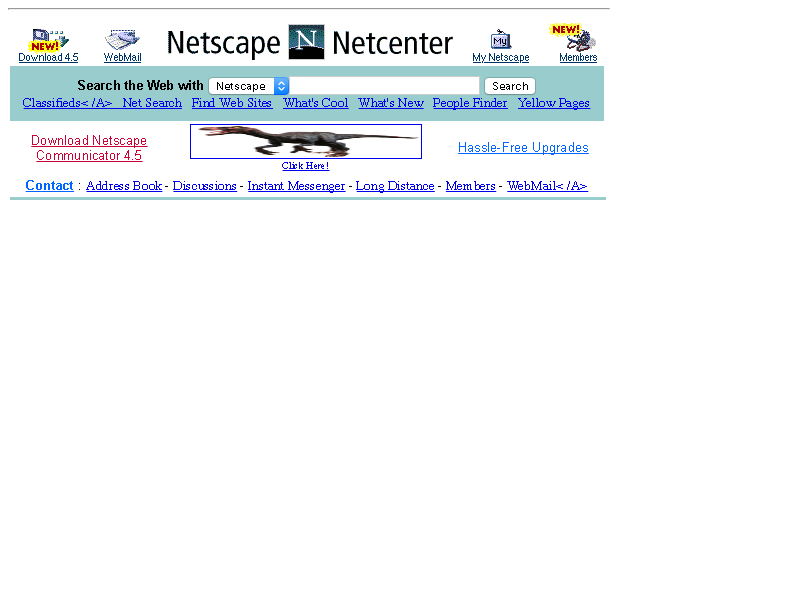 NEW! NEW!
Netscape N Netcenter
Download 4.5 WebMail My My Netscape Members
Search the Web with Netscape Search
Classifieds< /A> Net Search Find Web Sites What's Cool What's New People Finder Yellow Pages
Download Netscape
Communicator 4.5
Hassle-Free Upgrades
Click Here!
Contact : Address Book - Discussions - Instant Messenger - Long Distance - Members - WebMail< /A>